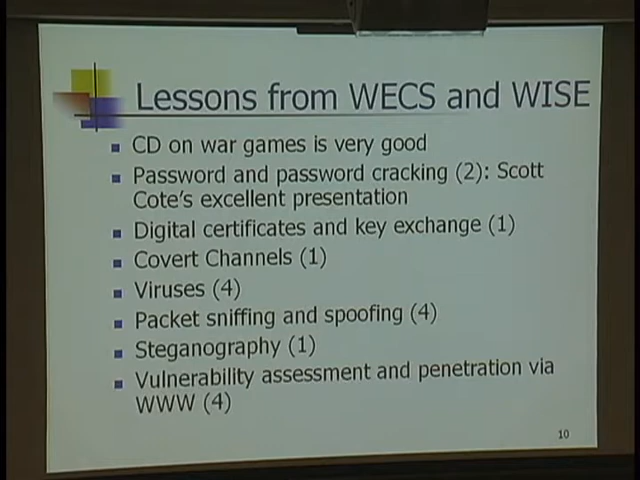 Lessons from WECS and WISE
CD on war games is very good
Password and password cracking (2): Scott
Cote's excellent presentation
Digital certificates and key exchange (1)
Covert Channels (1)
Viruses (4)
Packet sniffing and spoofing (4)
Steganography (1)
Vulnerability assessment and penetration via
WWW (4)
10